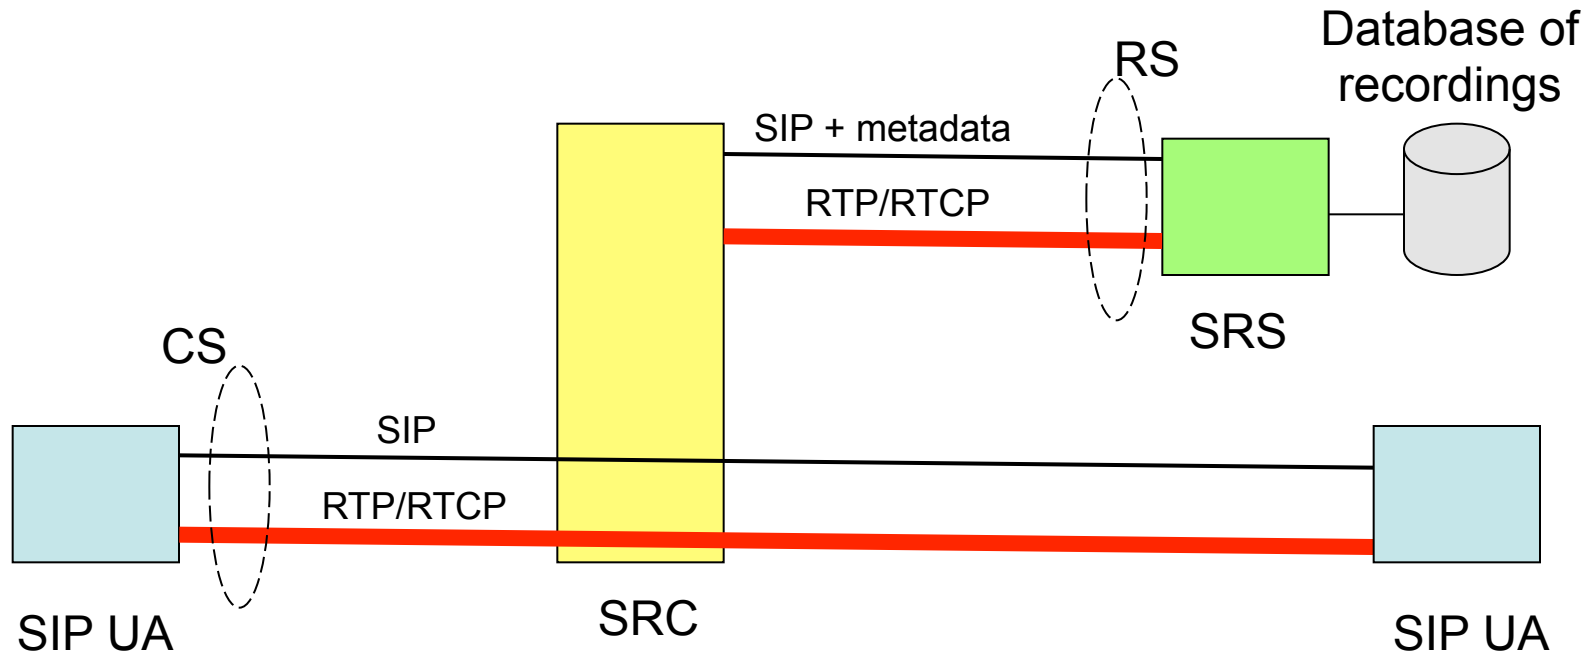 Database of
recordings
RS
SIP + metadata
RTP/RTCP
SRS
CS
SIP
RTP/RTCP
SIP UA
SRC
SIP UA